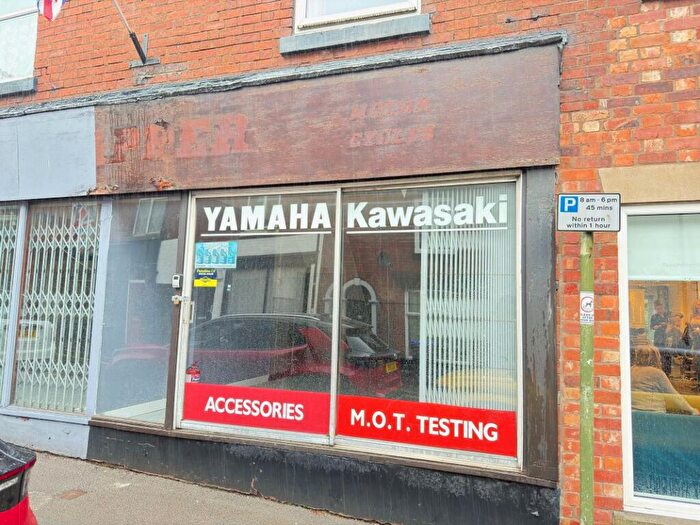 YAMAHA Kawasaki
ACCESSORIES
M.O.T. TESTING
P 8 am - 6 pm
45 mins
No return
within 1 hour